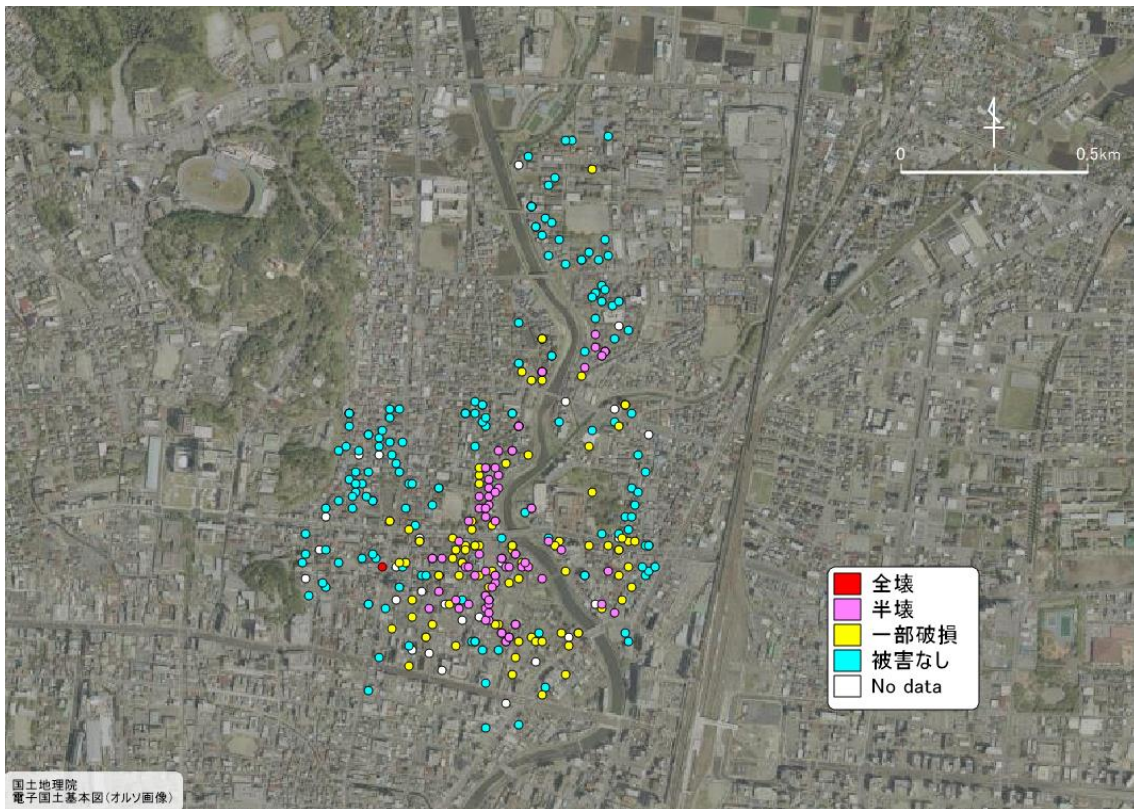 0
0.5km
全壊
半壊
一部破損
被害なし
No data
国土地理院
電子国土基本図(オルソ画像)